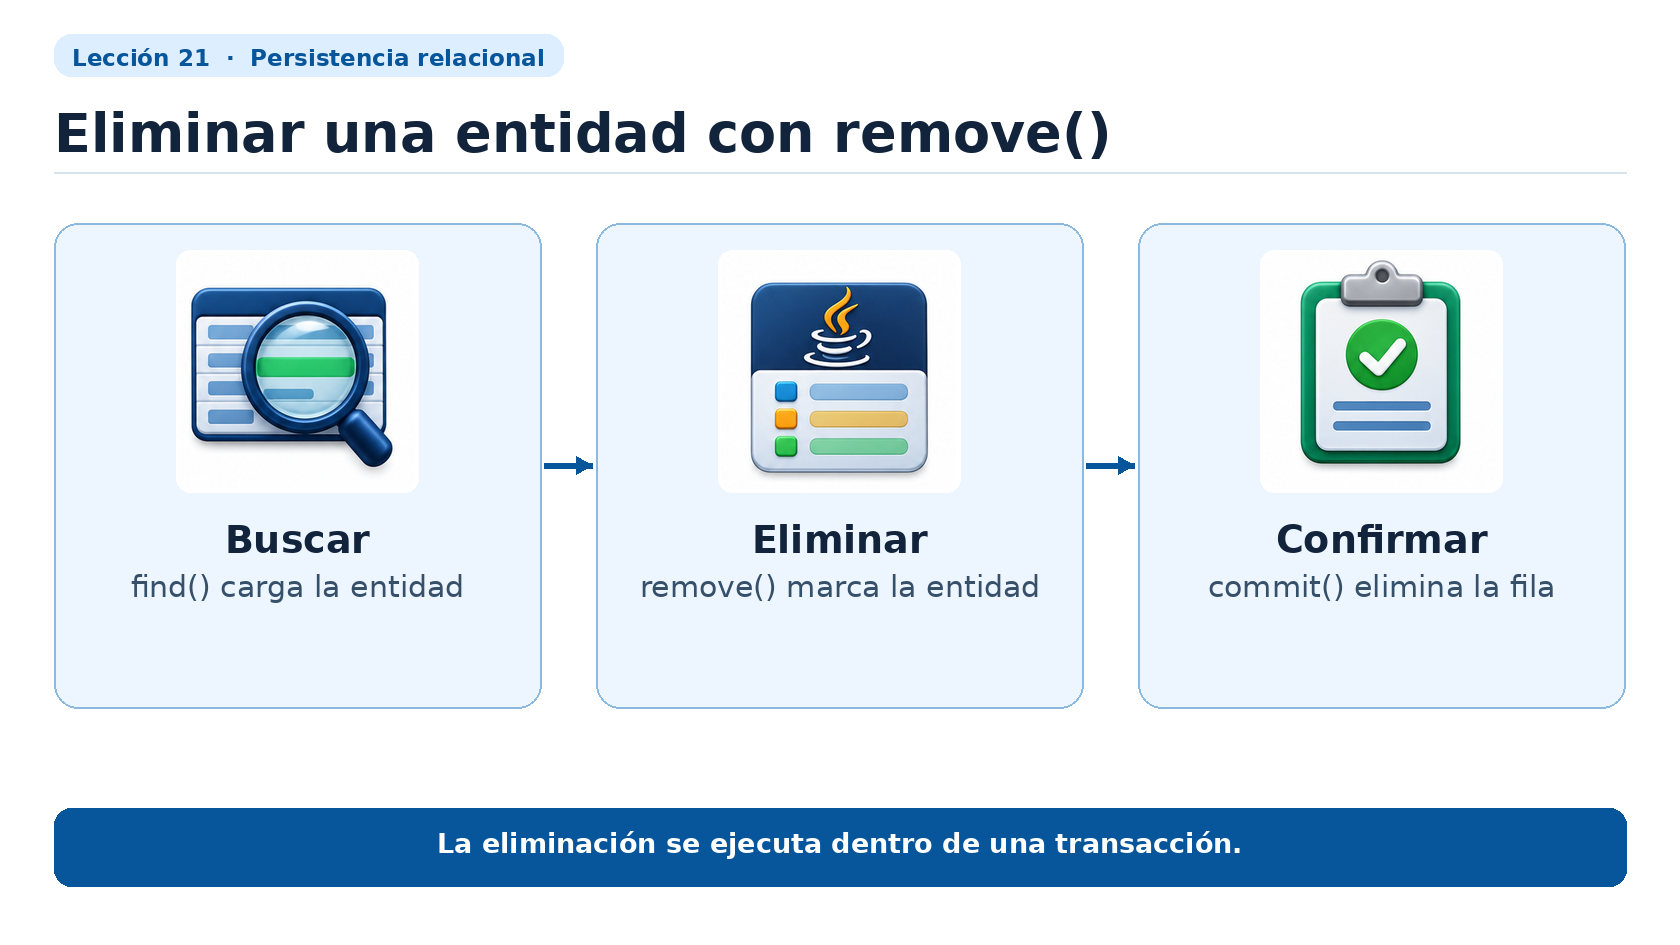 Lección 21 · Persistencia relacional
Eliminar una entidad con remove()
Buscar
find() carga la entidad
Eliminar
remove() marca la entidad
Confirmar
commit() elimina la fila
La eliminación se ejecuta dentro de una transacción.